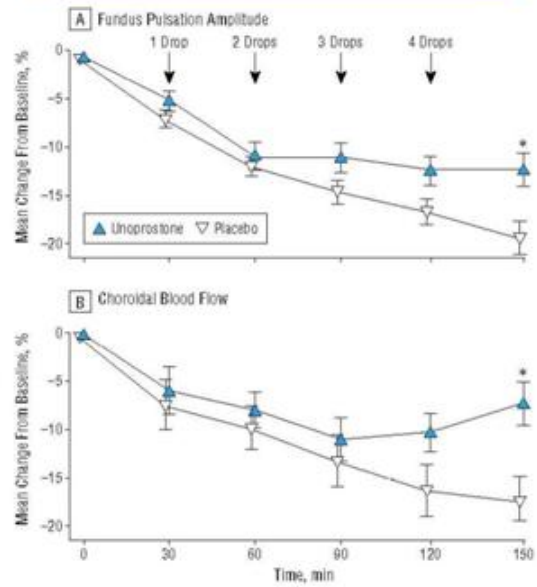 A Fundus Pulsation Amplitude
1 Drop 2 Drops 3 Drops 4 Drops
Mean Change From Baseline, %
0
−5
−10
−15
−20
*
Unoprostone Placebo
B Choroidal Blood Flow
Mean Change From Baseline, %
0
−5
−10
−15
−20
*
0 30 60 90 120 150
Time, min